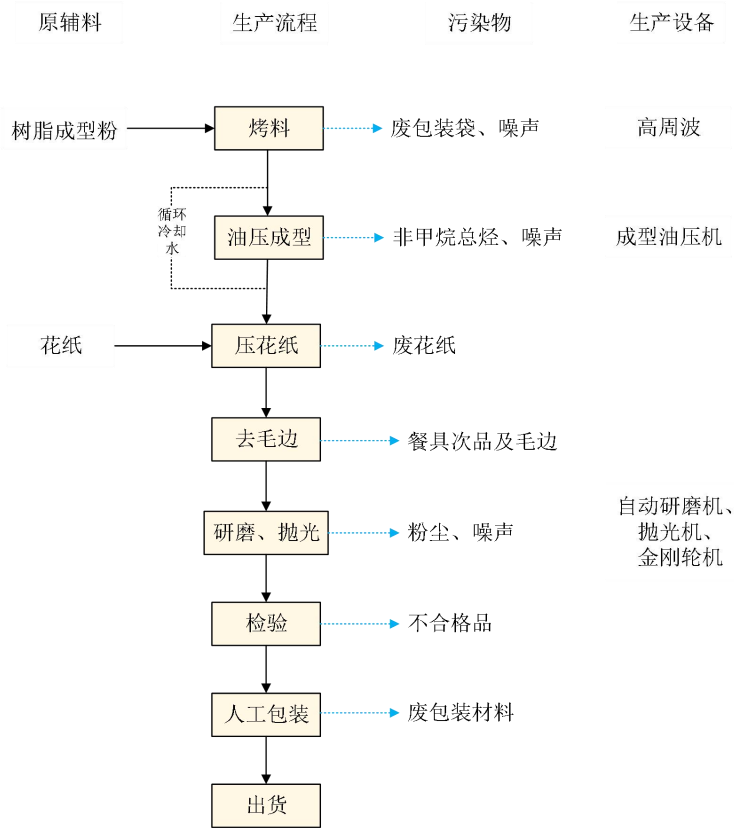 原辅料 生产流程 污染物 生产设备
树脂成型粉 烤料 废包装袋、噪声 高周波
循环
冷却
水
油压成型 非甲烷总烃、噪声 成型油压机
花纸 压花纸 废花纸
去毛边 餐具次品及毛边
研磨、抛光 粉尘、噪声
自动研磨机、
抛光机、
金刚轮机
检验 不合格品
人工包装 废包装材料
出货